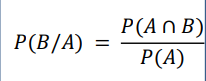 P(B/A) = P(A ∩ B) / P(A)